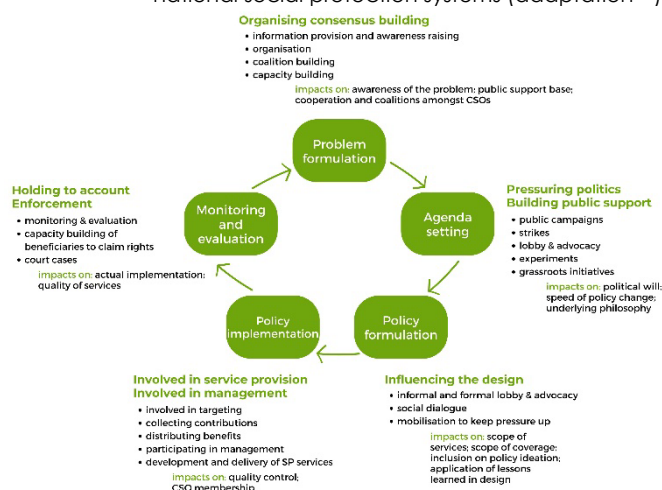 national social protection systems (adaptation
Organising consensus building
• information provision and awareness raising
• organisation
• coalition building
• capacity building
impacts on: awareness of the problem; public support base;
cooperation and coalitions amongst CSOs
Problem
formulation
Holding to account
Enforcement
• monitoring & evaluation
• capacity building of
beneficiaries to claim rights
• court cases
impacts on: actual implementation;
quality of services
Monitoring
and
evaluation
Agenda
setting
Pressuring politics
Building public support
• public campaigns
• strikes
• lobby & advocacy
• experiments
• grassroots initiatives
impacts on: political will;
speed of policy change;
underlying philosophy
Policy
implementation
Policy
formulation
Involved in service provision
Involved in management
• involved in targeting
• collecting contributions
• distributing benefits
• participating in management
• development and delivery of SP services
impacts on: quality control;
CSO membership
Influencing the design
• informal and formal lobby & advocacy
• social dialogue
• mobilisation to keep pressure up
impacts on: scope of
services; scope of coverage;
inclusion on policy ideation;
application of lessons
learned in design